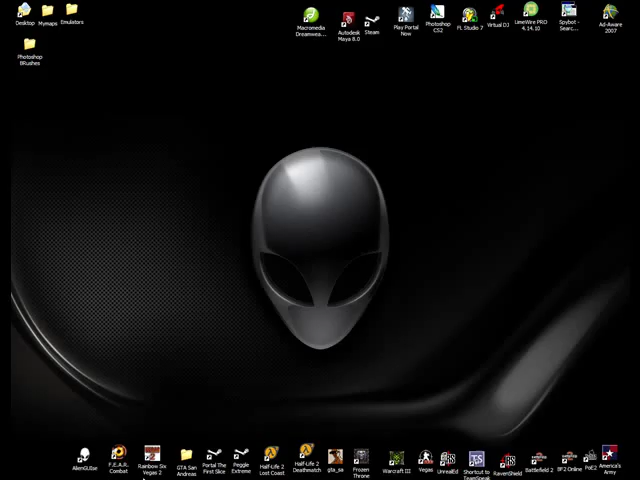 Desktop
Mymaps
Emulators
Macromedia
Dreamwea...
Autodesk
Maya 8.0
Steam
Play Portal
Now
Photoshop
CS2
FL Studio 7
Virtual DJ
LimeWire PRO
4.14.10
Spybot -
Searc...
Ad-Aware
2007
Photoshop
BRushes
AlienGUIse
F.E.A.R.
Combat
Rainbow Six
Vegas 2
GTA San
Andreas
Portal The
First Slice
Peggle
Extreme
Half-Life 2
Lost Coast
Half-Life 2
Deathmatch
gta_sa
Frozen
Throne
Warcraft III
Vegas
UnrealEd
Shortcut to
TeamSpeak
RavenShield
Battlefield 2
BF2 Online
PoE2
America's
Army